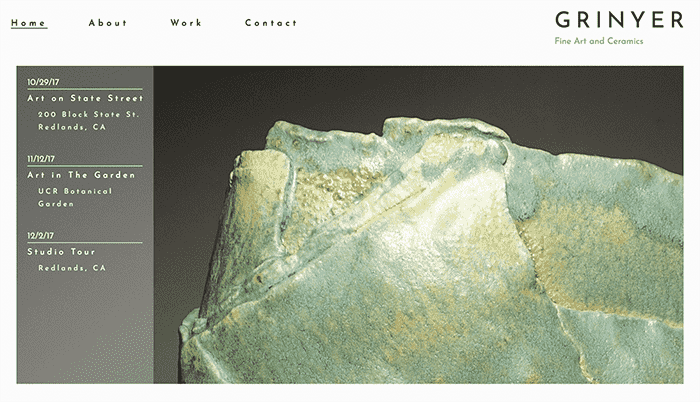 Home
About
Work
Contact
GRINYER
Fine Art and Ceramics
10/29/17
Art on State Street
200 Block State St.
Redlands, CA
11/12/17
Art in The Garden
UCR Botanical
Garden
12/2/17
Studio Tour
Redlands, CA